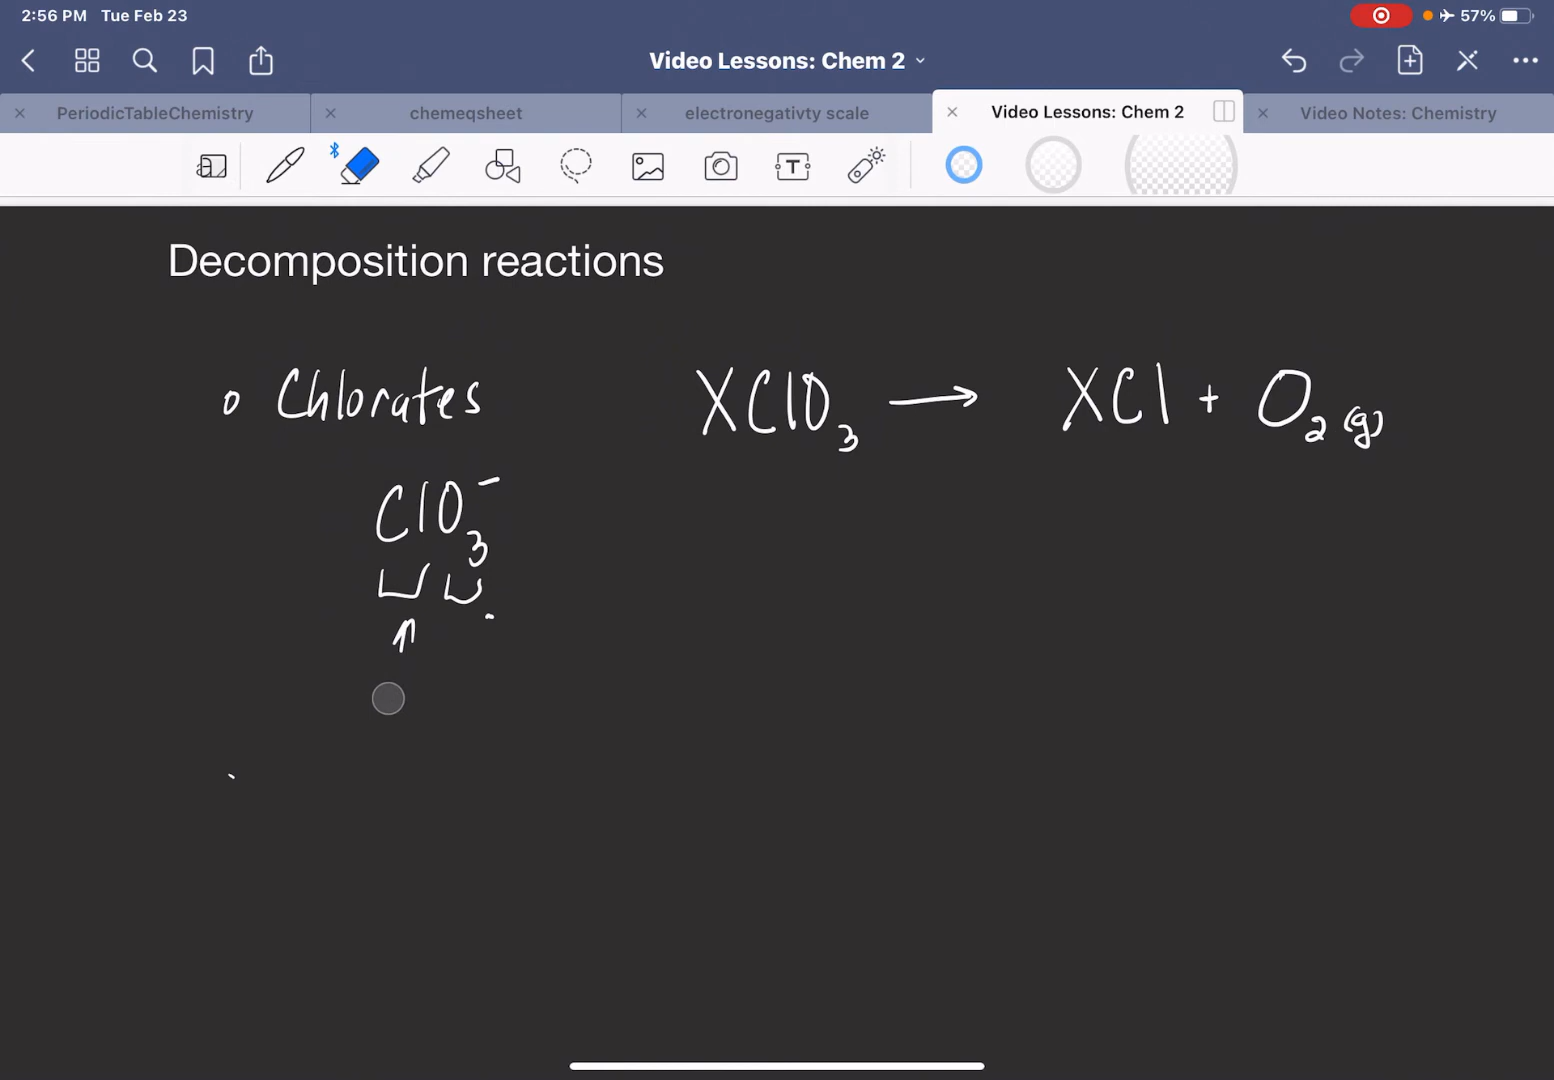 2:56 PM Tue Feb 23 57%
Video Lessons: Chem 2
PeriodicTableChemistry chemeqsheet electronegativty scale Video Lessons: Chem 2 Video Notes: Chemistry
Decomposition reactions
Chlorates XClO₃ → XCl + O₂ (g)
ClO₃⁻